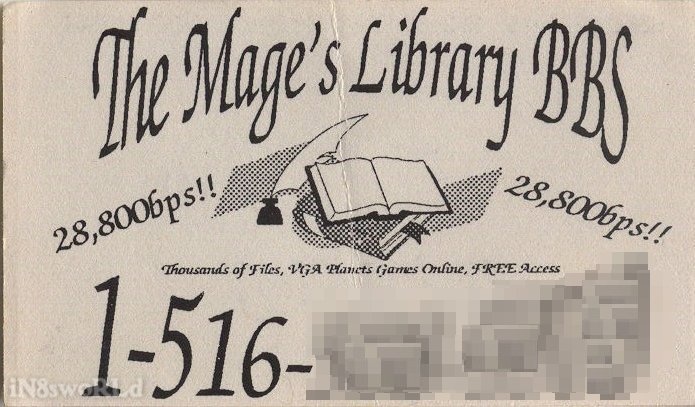 The Mage's Library BBS
28,800bps!!
28,800bps!!
Thousands of Files, VGA Planets Games Online, FREE Access
1-516-
iN8swoRLd